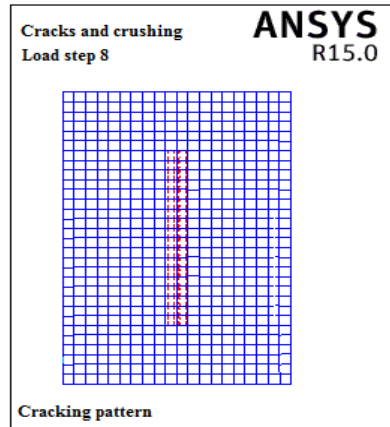 Cracks and crushing
ANSYS
Load step 8
R15.0
Cracking pattern